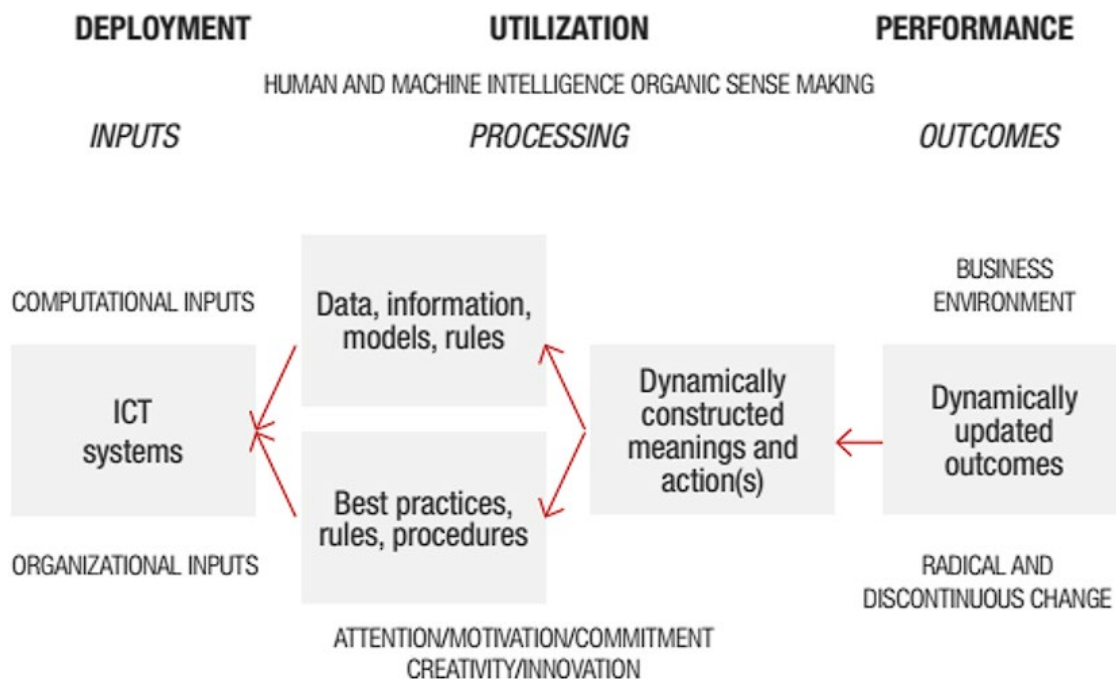 DEPLOYMENT UTILIZATION PERFORMANCE
HUMAN AND MACHINE INTELLIGENCE ORGANIC SENSE MAKING
INPUTS PROCESSING OUTCOMES
COMPUTATIONAL INPUTS
ICT
systems
ORGANIZATIONAL INPUTS
Data, information,
models, rules
Best practices,
rules, procedures
ATTENTION/MOTIVATION/COMMITMENT
CREATIVITY/INNOVATION
Dynamically
constructed
meanings and
action(s)
BUSINESS
ENVIRONMENT
Dynamically
updated
outcomes
RADICAL AND
DISCONTINUOUS CHANGE